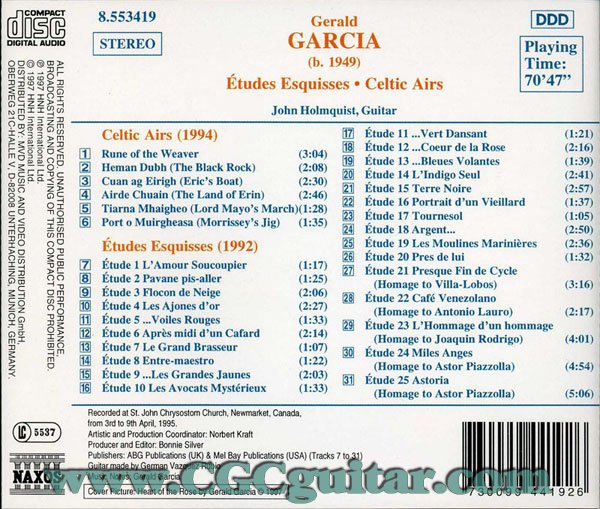 COMPACT
disc
DIGITAL AUDIO
8.553419
STEREO
Gerald
GARCIA
(b. 1949)
Études Esquisses • Celtic Airs
John Holmquist, Guitar
DDD
Playing
Time:
70'47"
ALL RIGHTS RESERVED. UNAUTHORISED PUBLIC PERFORMANCE,
BROADCASTING AND COPYING OF THIS COMPACT DISC PROHIBITED.
℗ 1997 HNH International Ltd.
© 1997 HNH International Ltd.
DISTRIBUTED BY: MVD MUSIC AND VIDEO DISTRIBUTION GMBH,
OBERWEG 21C-HALLE V, D-82008 UNTERHACHING, MUNICH, GERMANY.
Celtic Airs (1994)
1 Rune of the Weaver (3:04)
2 Heman Dubh (The Black Rock) (2:08)
3 Cuan ag Eirigh (Eric's Boat) (2:30)
4 Airde Chuain (The Land of Erin) (2:46)
5 Tiarna Mhaigheo (Lord Mayo's March) (1:28)
6 Port o Muirgheasa (Morrissey's Jig) (1:35)
Études Esquisses (1992)
7 Étude 1 L'Amour Soucoupier (1:17)
8 Étude 2 Pavane pis-aller (1:25)
9 Étude 3 Flocon de Neige (2:06)
10 Étude 4 Les Ajones d'or (2:27)
11 Étude 5 ...Voiles Rouges (1:33)
12 Étude 6 Après midi d'un Cafard (2:14)
13 Étude 7 Le Grand Brasseur (1:07)
14 Étude 8 Entre-maestro (1:22)
15 Étude 9 ...Les Grandes Jaunes (2:03)
16 Étude 10 Les Avocats Mystérieux (1:33)
17 Étude 11 ...Vert Dansant (1:21)
18 Étude 12 ...Coeur de la Rose (2:16)
19 Étude 13 ...Bleues Volantes (1:39)
20 Étude 14 L'Indigo Seul (2:41)
21 Étude 15 Terre Noire (2:57)
22 Étude 16 Portrait d'un Vieillard (1:37)
23 Étude 17 Tournesol (1:05)
24 Étude 18 Argent... (2:50)
25 Étude 19 Les Moulines Marinières (2:36)
26 Étude 20 Pres de lui (1:32)
27 Étude 21 Presque Fin de Cycle
(Homage to Villa-Lobos) (3:16)
28 Étude 22 Café Venezolano
(Homage to Antonio Lauro) (2:17)
29 Étude 23 L'Hommage d'un hommage
(Homage to Joaquin Rodrigo) (4:01)
30 Étude 24 Miles Anges
(Homage to Astor Piazzolla) (4:54)
31 Étude 25 Astoria
(Homage to Astor Piazzolla) (5:06)
LC 5537
NAXOS
Recorded at St. John Chrysostom Church, Newmarket, Canada,
from 3rd to 9th April, 1995.
Artistic and Production Coordinator: Norbert Kraft
Producer and Editor: Bonnie Silver
Publishers: ABG Publications (UK) & Mel Bay Publications (USA) (Tracks 7 to 31)
Guitar made by German Vazquez Rubio
Music Notes: Gerald Garcia
Cover Picture: Heart of the Rose by Gerald Garcia © 1997
730099 441926
www.CGCguitar.com